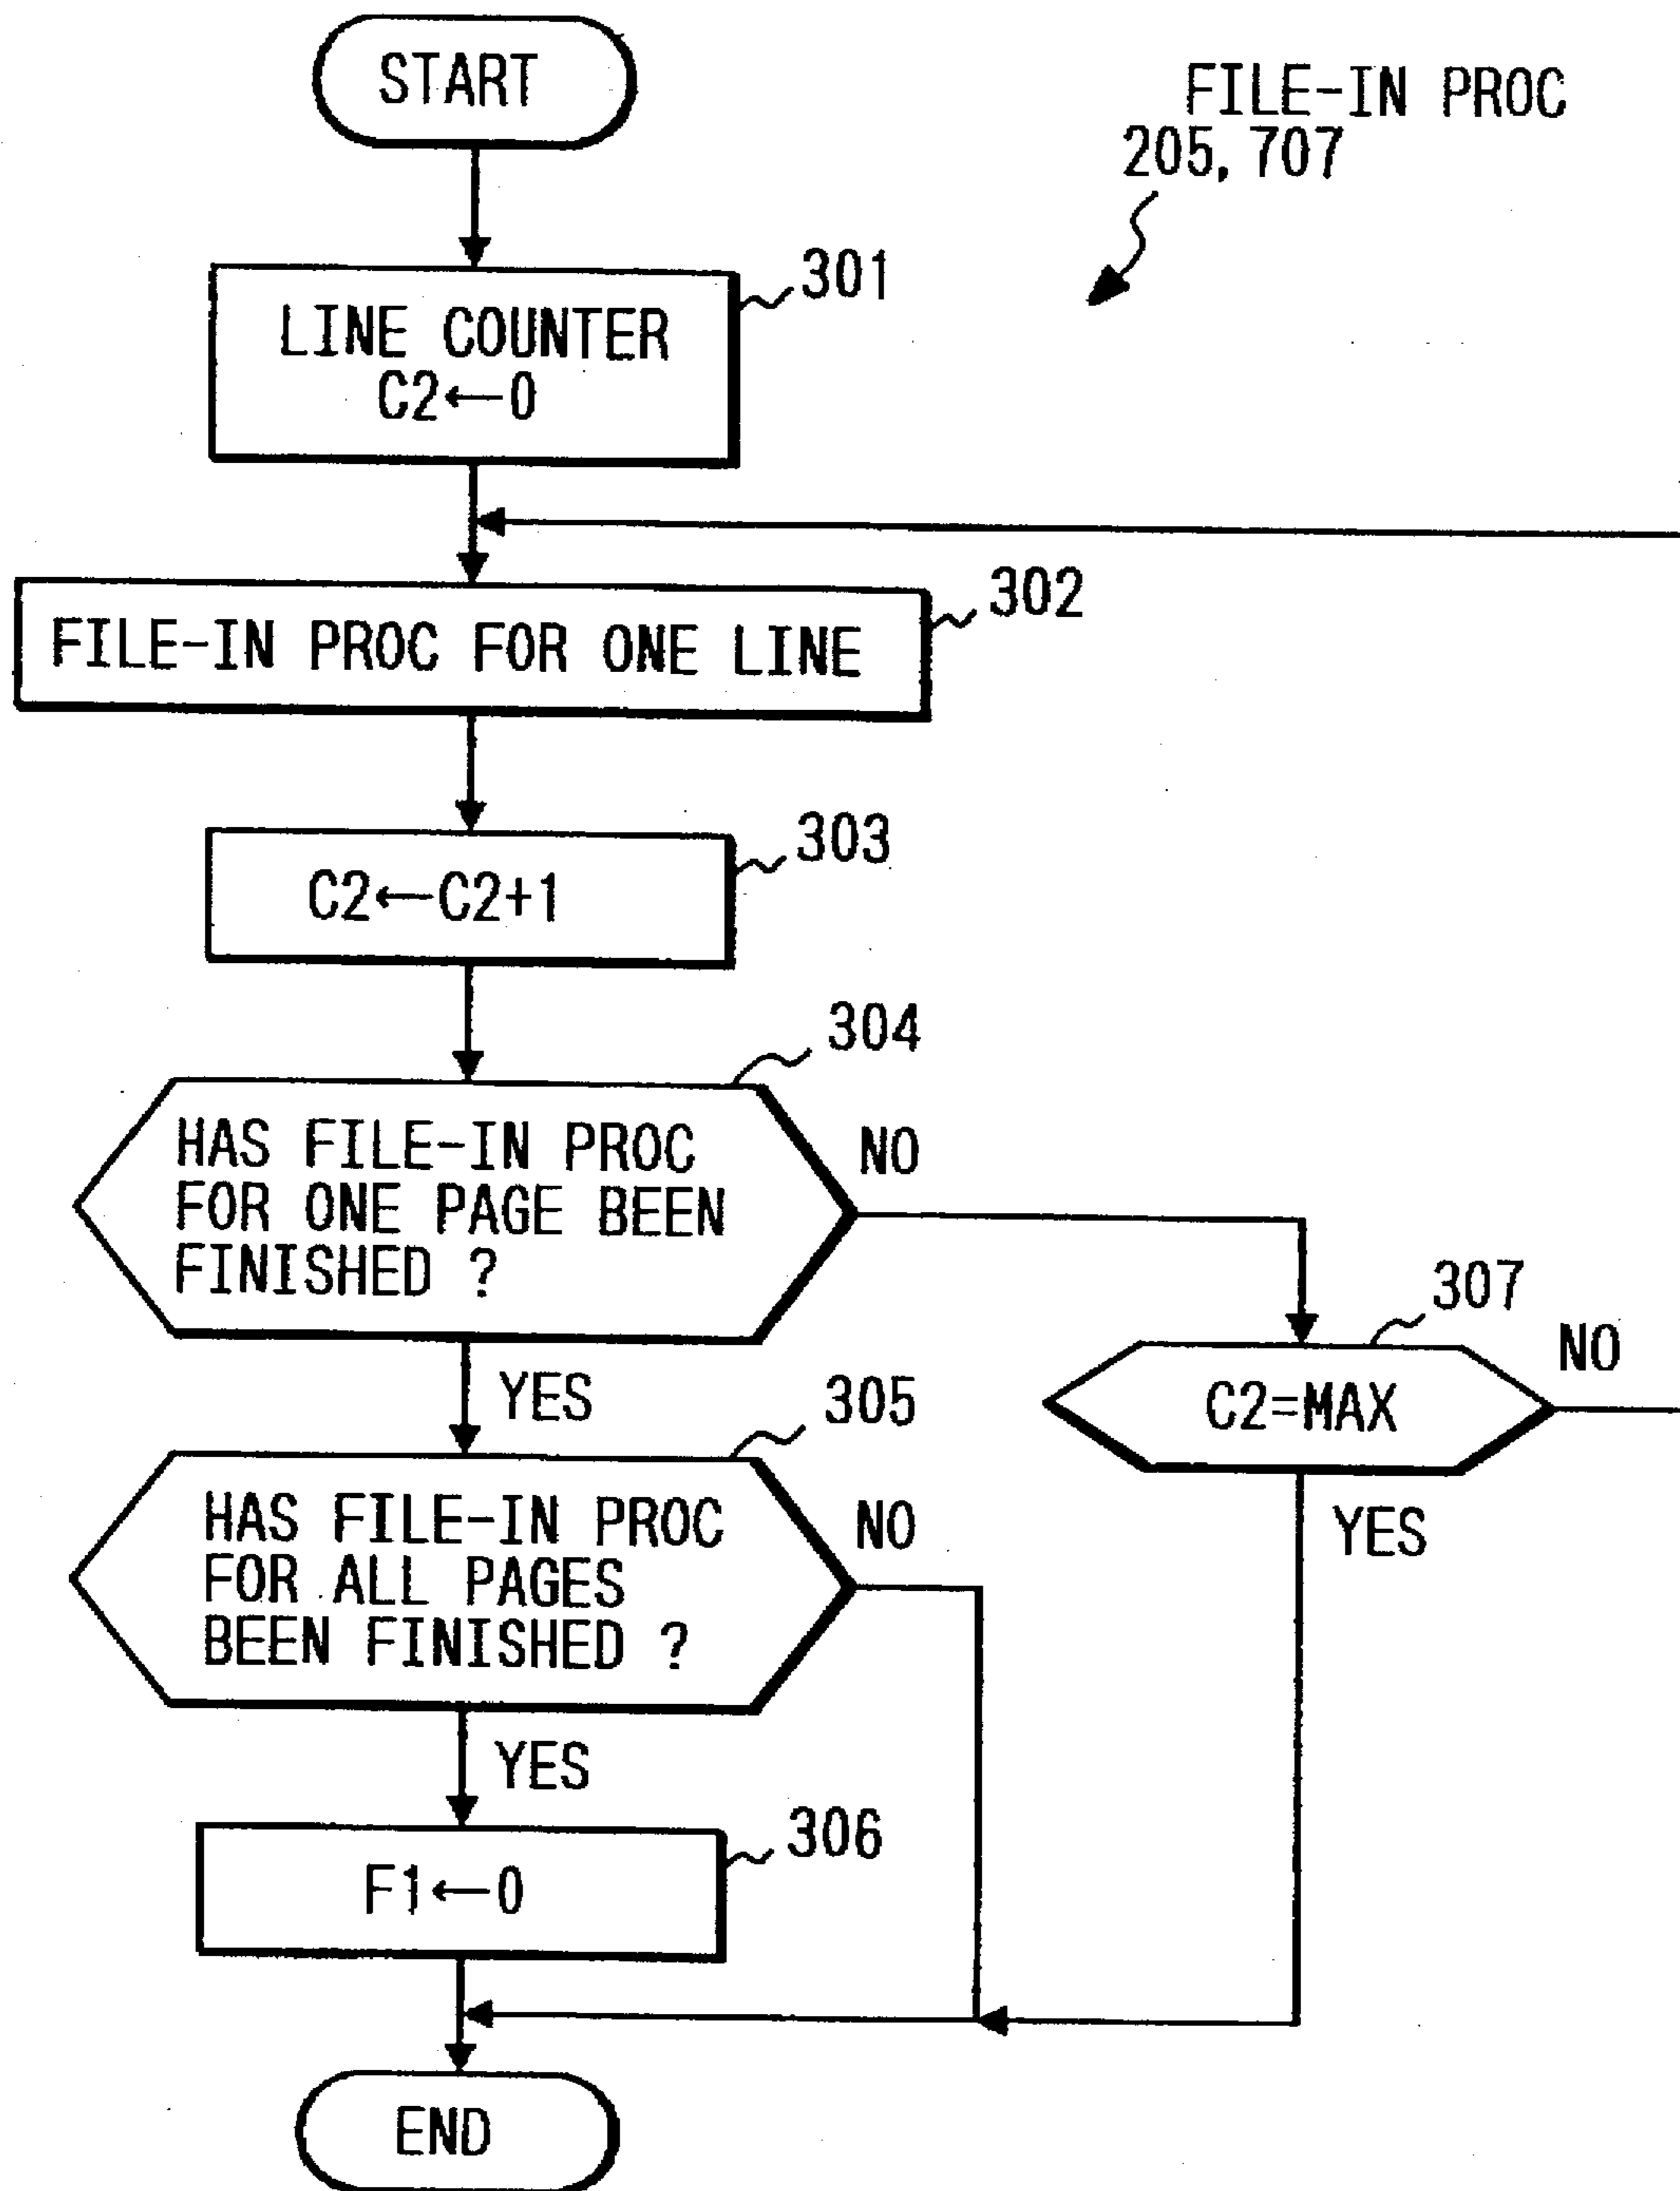 START
FILE-IN PROC
205, 707
301
LINE COUNTER
C2←0
302
FILE-IN PROC FOR ONE LINE
303
C2←C2+1
304
HAS FILE-IN PROC
FOR ONE PAGE BEEN
FINISHED ?
NO
YES
307
C2=MAX
NO
YES
305
HAS FILE-IN PROC
FOR ALL PAGES
BEEN FINISHED ?
NO
YES
306
F1←0
END